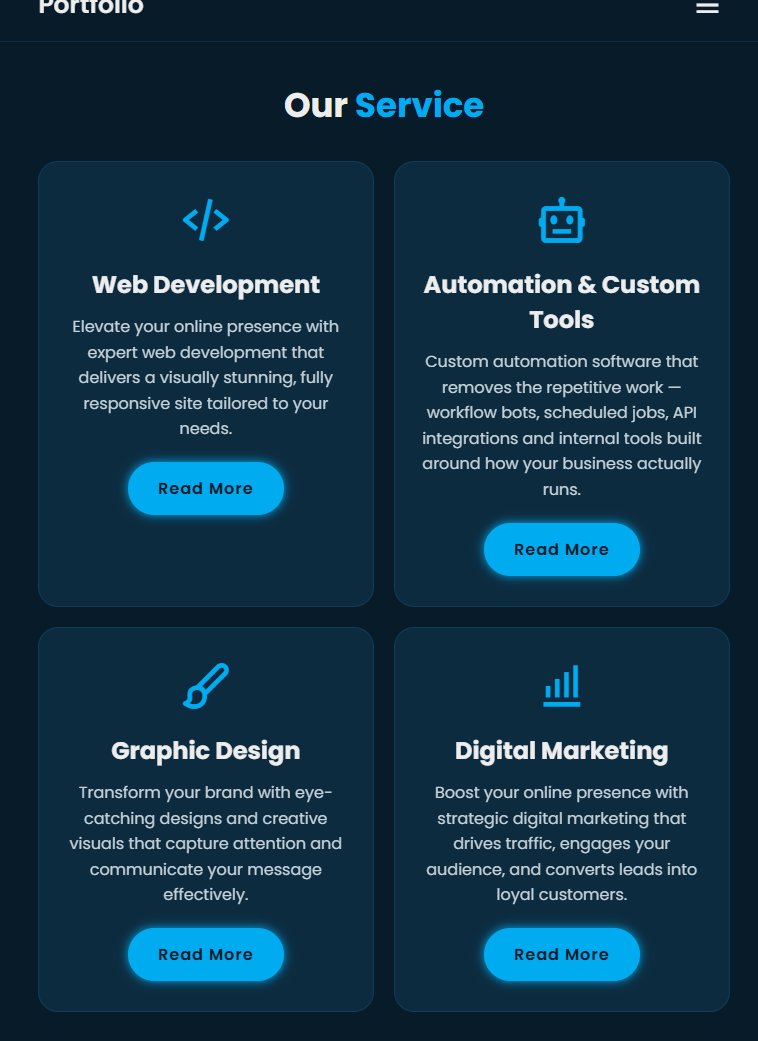 Portfolio
Our Service
Web Development
Elevate your online presence with
expert web development that
delivers a visually stunning, fully
responsive site tailored to your
needs.
Read More
Automation & Custom
Tools
Custom automation software that
removes the repetitive work —
workflow bots, scheduled jobs, API
integrations and internal tools built
around how your business actually
runs.
Read More
Graphic Design
Transform your brand with eye-
catching designs and creative
visuals that capture attention and
communicate your message
effectively.
Read More
Digital Marketing
Boost your online presence with
strategic digital marketing that
drives traffic, engages your
audience, and converts leads into
loyal customers.
Read More